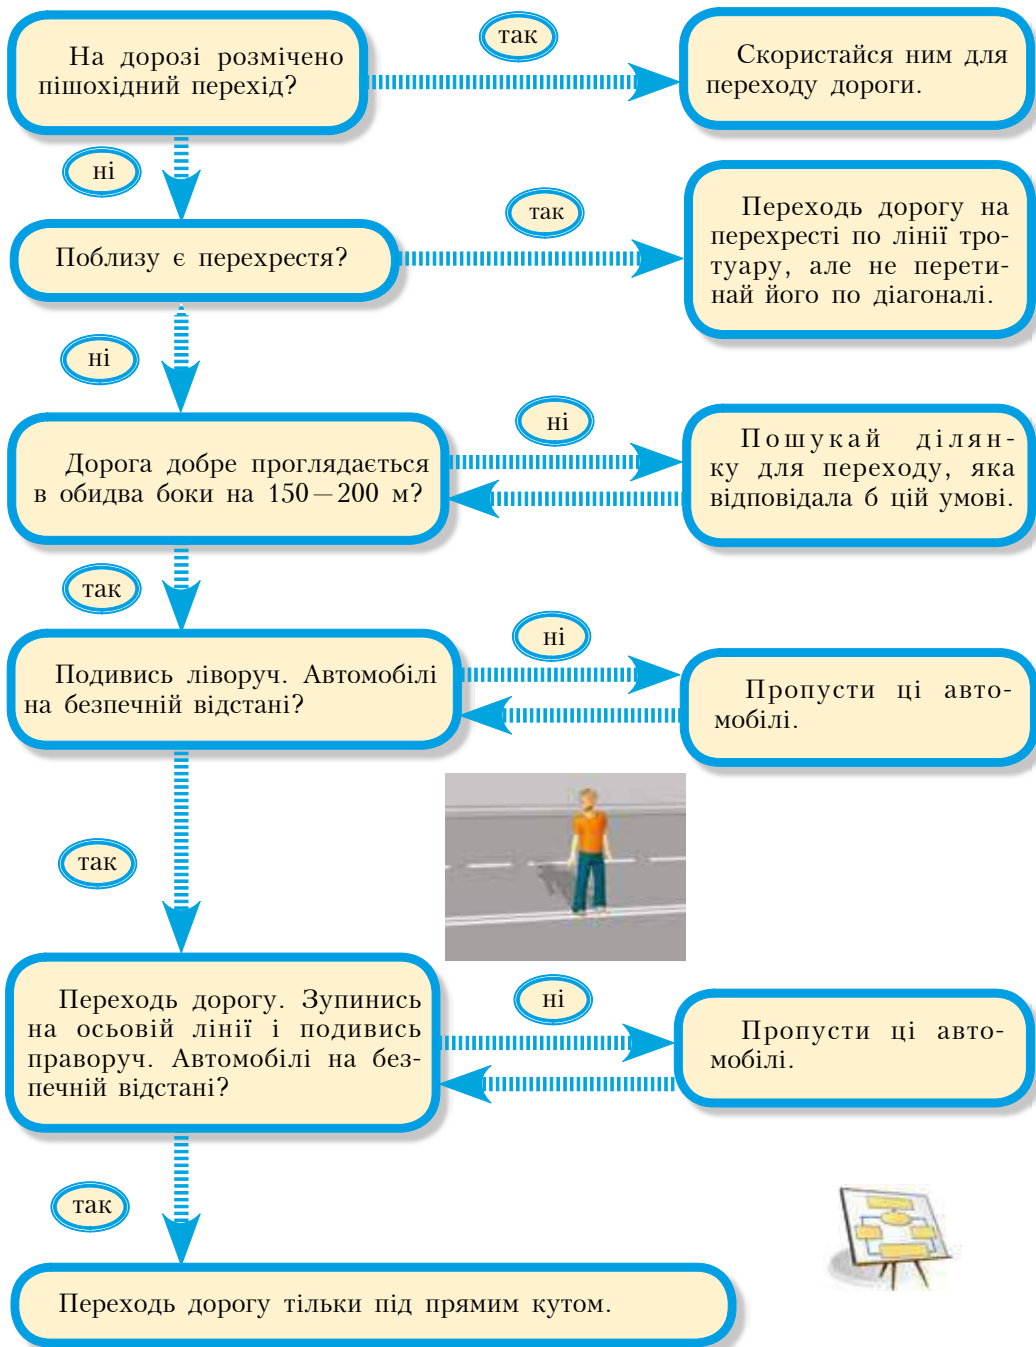 На дорозі розмічено
пішохідний перехід?
так
Скористайся ним для
переходу дороги.
ні
Поблизу є перехрестя?
так
Переходь дорогу на
перехресті по лінії тро-
туару, але не перети-
най його по діагоналі.
ні
Дорога добре проглядається
в обидва боки на 150–200 м?
ні
Пошукай ділян-
ку для переходу, яка
відповідала б цій умові.
так
Подивись ліворуч. Автомобілі
на безпечній відстані?
ні
Пропусти ці авто-
мобілі.
так
Переходь дорогу. Зупинись
на осьовій лінії і подивись
праворуч. Автомобілі на без-
печній відстані?
ні
Пропусти ці авто-
мобілі.
так
Переходь дорогу тільки під прямим кутом.